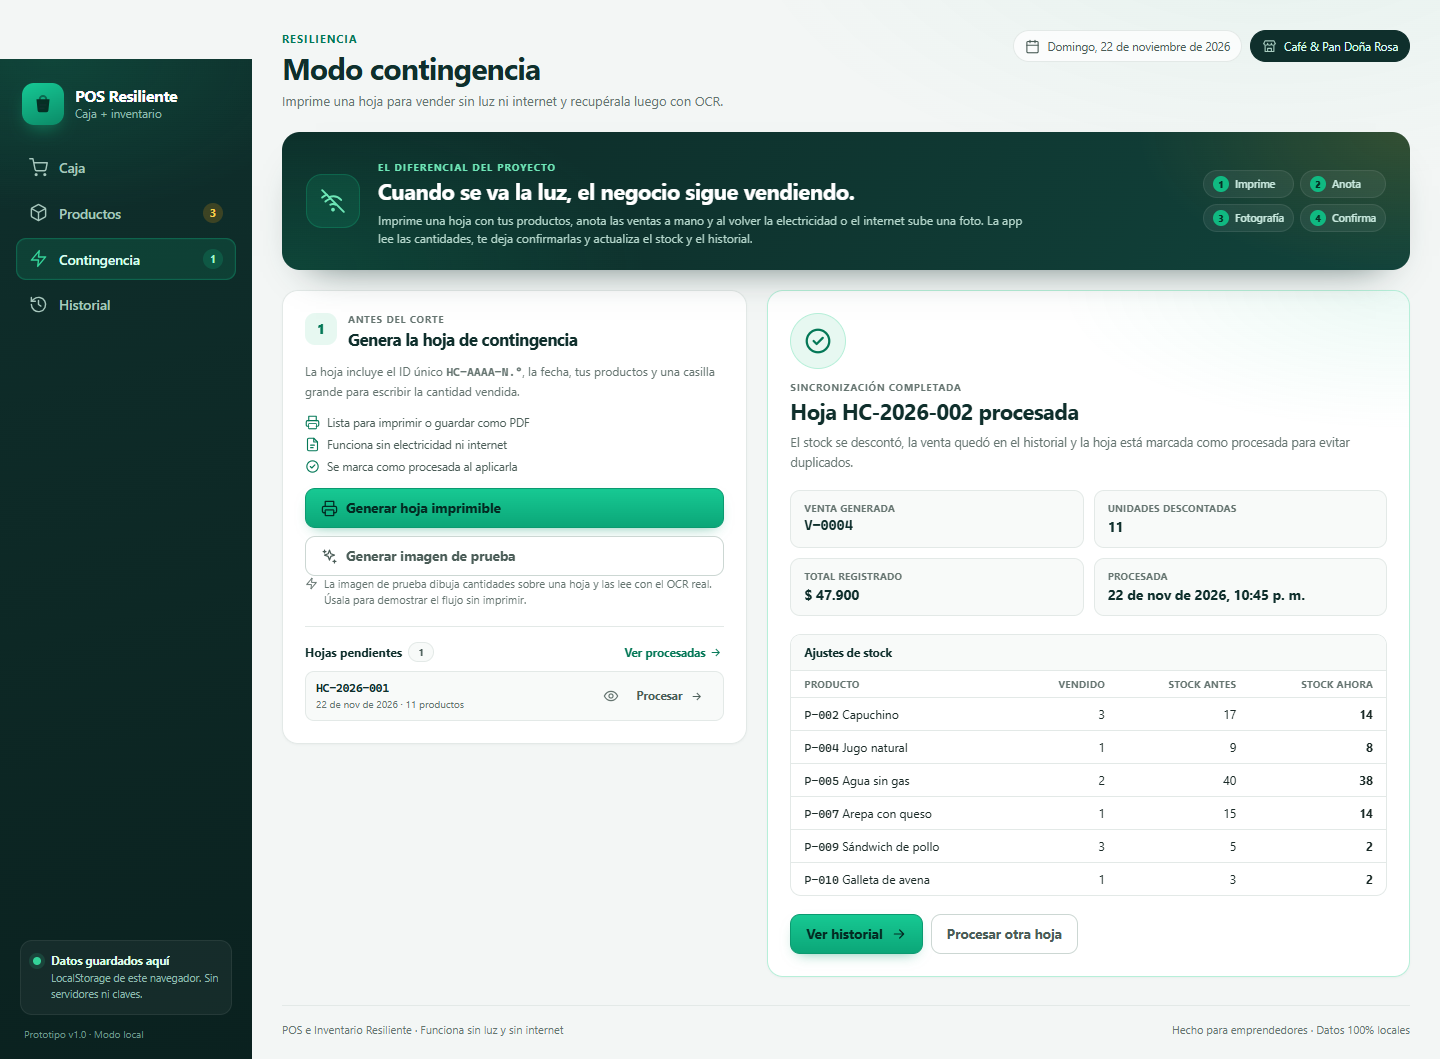 POS Resiliente
Caja + inventario
Caja
Productos 3
Contingencia 1
Historial
Datos guardados aquí
LocalStorage de este navegador. Sin
servidores ni claves.
Prototipo v1.0 · Modo local
RESILIENCIA
Modo contingencia
Imprime una hoja para vender sin luz ni internet y recupérala luego con OCR.
Domingo, 22 de noviembre de 2026
Café & Pan Doña Rosa
EL DIFERENCIAL DEL PROYECTO
Cuando se va la luz, el negocio sigue vendiendo.
Imprime una hoja con tus productos, anota las ventas a mano y al volver la electricidad o el internet sube una foto. La app
lee las cantidades, te deja confirmarlas y actualiza el stock y el historial.
1 Imprime
2 Anota
3 Fotografía
4 Confirma
1
ANTES DEL CORTE
Genera la hoja de contingencia
La hoja incluye el ID único HC-AAAA-N.º, la fecha, tus productos y una casilla
grande para escribir la cantidad vendida.
Lista para imprimir o guardar como PDF
Funciona sin electricidad ni internet
Se marca como procesada al aplicarla
Generar hoja imprimible
Generar imagen de prueba
La imagen de prueba dibuja cantidades sobre una hoja y las lee con el OCR real.
Úsala para demostrar el flujo sin imprimir.
Hojas pendientes 1
Ver procesadas →
HC-2026-001
22 de nov de 2026 · 11 productos
Procesar →
SINCRONIZACIÓN COMPLETADA
Hoja HC-2026-002 procesada
El stock se descontó, la venta quedó en el historial y la hoja está marcada como procesada para evitar
duplicados.
VENTA GENERADA
V-0004
UNIDADES DESCONTADAS
11
TOTAL REGISTRADO
$ 47.900
PROCESADA
22 de nov de 2026, 10:45 p. m.
Ajustes de stock
PRODUCTO VENDIDO STOCK ANTES STOCK AHORA
P-002 Capuchino 3 17 14
P-004 Jugo natural 1 9 8
P-005 Agua sin gas 2 40 38
P-007 Arepa con queso 1 15 14
P-009 Sándwich de pollo 3 5 2
P-010 Galleta de avena 1 3 2
Ver historial →
Procesar otra hoja
POS e Inventario Resiliente · Funciona sin luz y sin internet
Hecho para emprendedores · Datos 100% locales